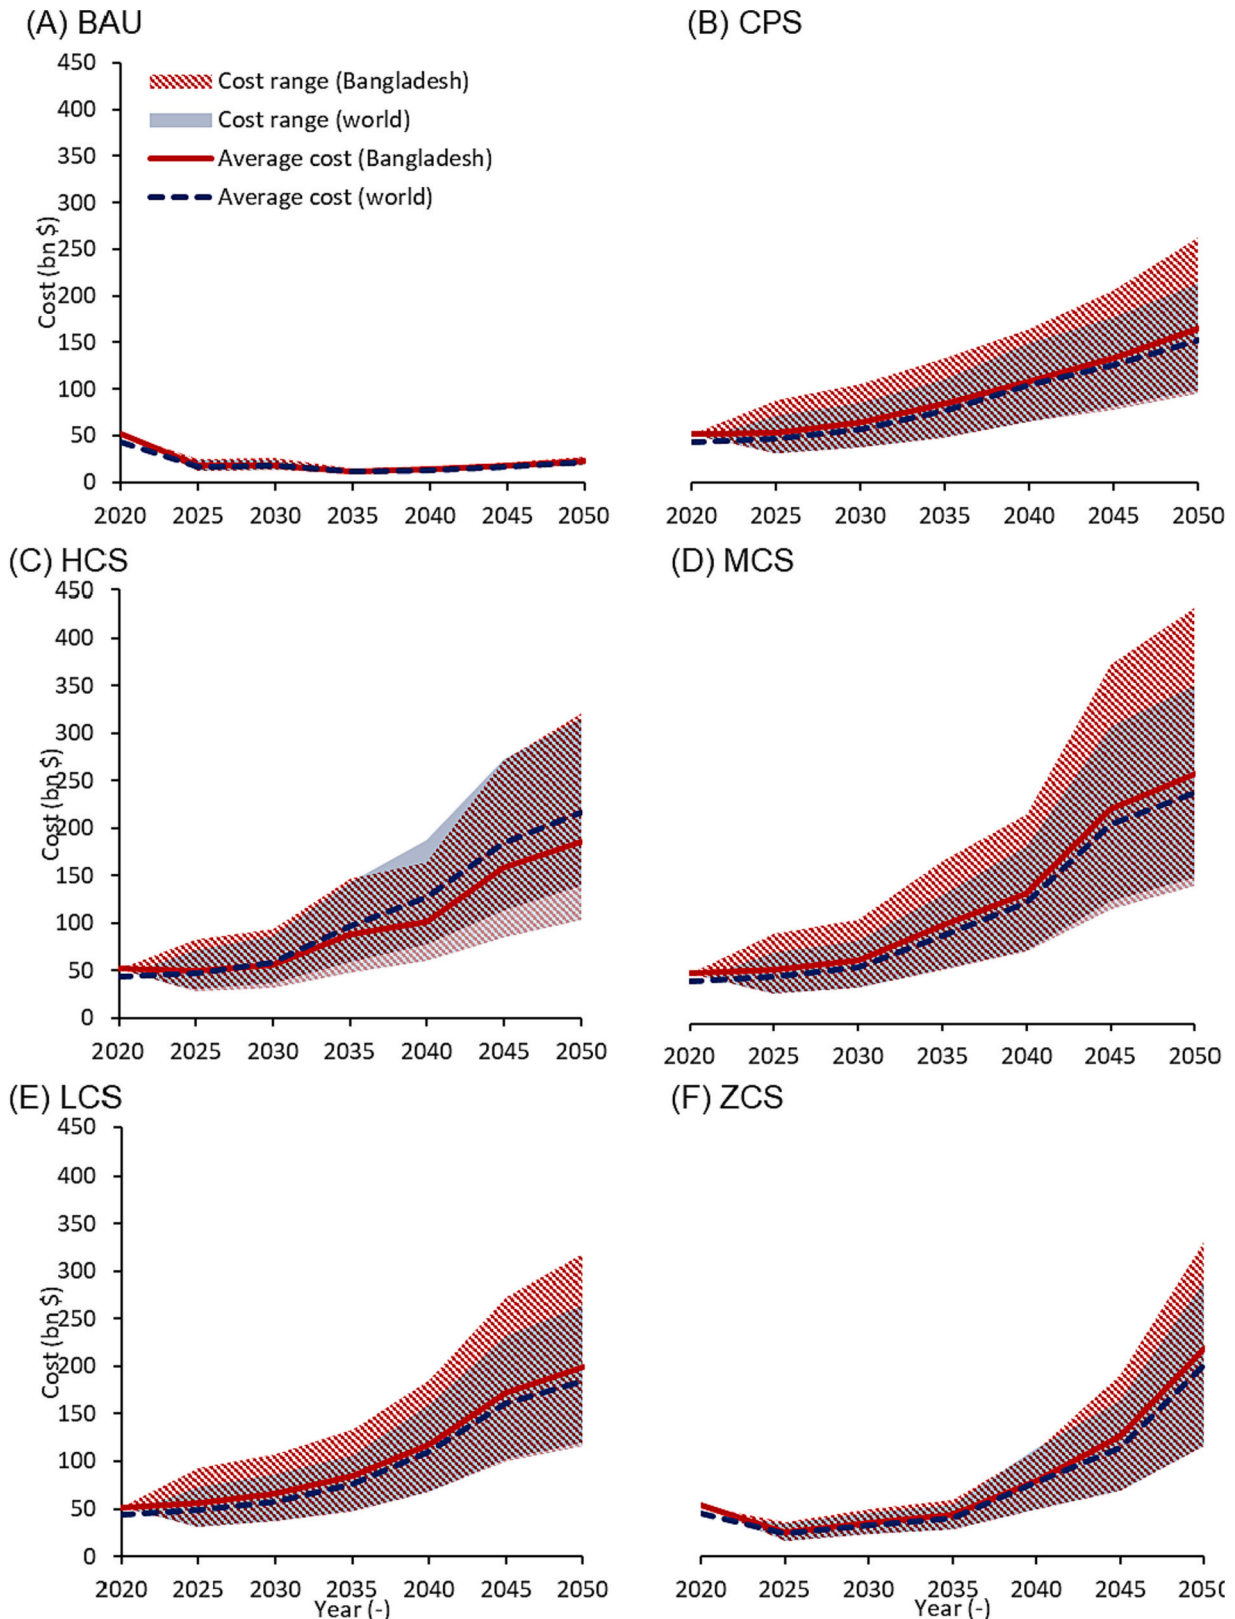 (A) BAU
(B) CPS
450
400
350
300
250
200
150
100
50
0
Cost (bn $)
Cost range (Bangladesh)
Cost range (world)
Average cost (Bangladesh)
Average cost (world)
2020 2025 2030 2035 2040 2045 2050
2020 2025 2030 2035 2040 2045 2050
(C) HCS
(D) MCS
450
400
350
300
250
200
150
100
50
0
Cost (bn $)
2020 2025 2030 2035 2040 2045 2050
2020 2025 2030 2035 2040 2045 2050
(E) LCS
(F) ZCS
450
400
350
300
250
200
150
100
50
0
Cost (bn $)
2020 2025 2030 2035 2040 2045 2050
Year (-)
2020 2025 2030 2035 2040 2045 2050
Year (-)